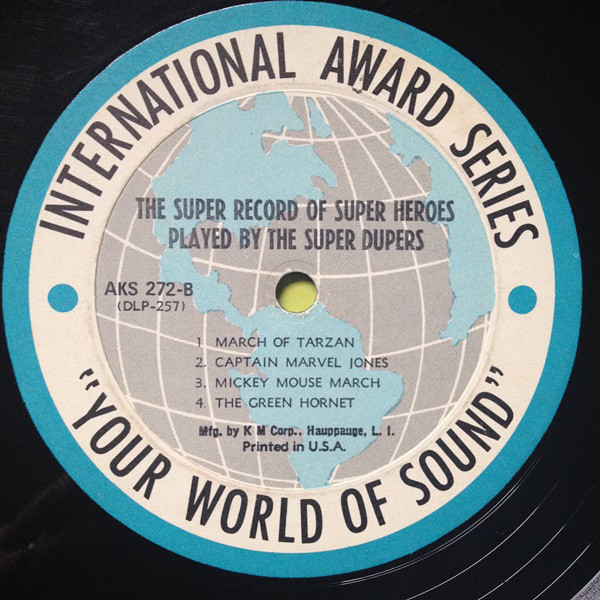 INTERNATIONAL AWARD SERIES
THE SUPER RECORD OF SUPER HEROES
PLAYED BY THE SUPER DUPERS
AKS 272-B
(DLP-257)
1 MARCH OF TARZAN
2. CAPTAIN MARVEL JONES
3. MICKEY MOUSE MARCH
4. THE GREEN HORNET
Mfg. by K M Corp., Hauppauge, L. I.
Printed in U.S.A.
"YOUR WORLD OF SOUND"